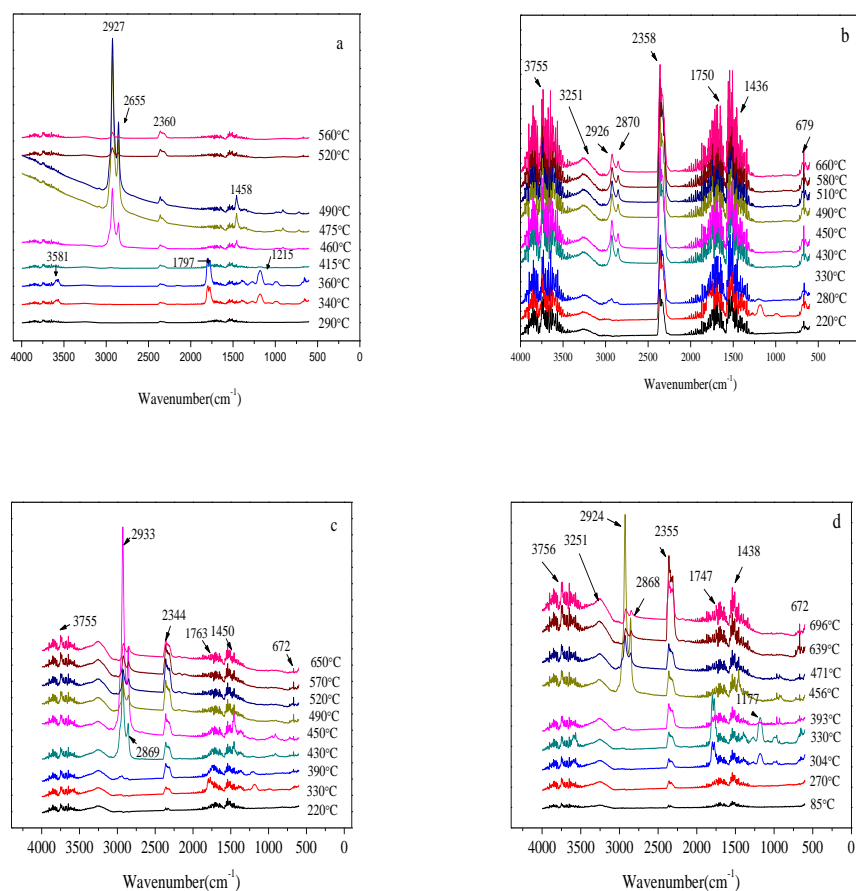 a
2927
2655
2360
560°C
520°C
490°C
1458
475°C
460°C
3581
1797
1215
415°C
360°C
340°C
290°C
4000 3500 3000 2500 2000 1500 1000 500 0
Wavenumber(cm-1)
b
2358
3755
3251
2926
2870
1750
1436
679
660°C
580°C
510°C
490°C
450°C
430°C
330°C
280°C
220°C
4000 3500 3000 2500 2000 1500 1000 500
Wavenumber(cm-1)
c
2933
3755
2344
1763
1450
672
650°C
570°C
520°C
490°C
450°C
430°C
2869
390°C
330°C
220°C
4000 3500 3000 2500 2000 1500 1000 500 0
Wavenumber(cm-1)
d
2924
3756
3251
2868
2355
1747
1438
672
696°C
639°C
471°C
456°C
1177
393°C
330°C
304°C
270°C
85°C
4000 3500 3000 2500 2000 1500 1000 500 0
Wavenumber(cm-1)